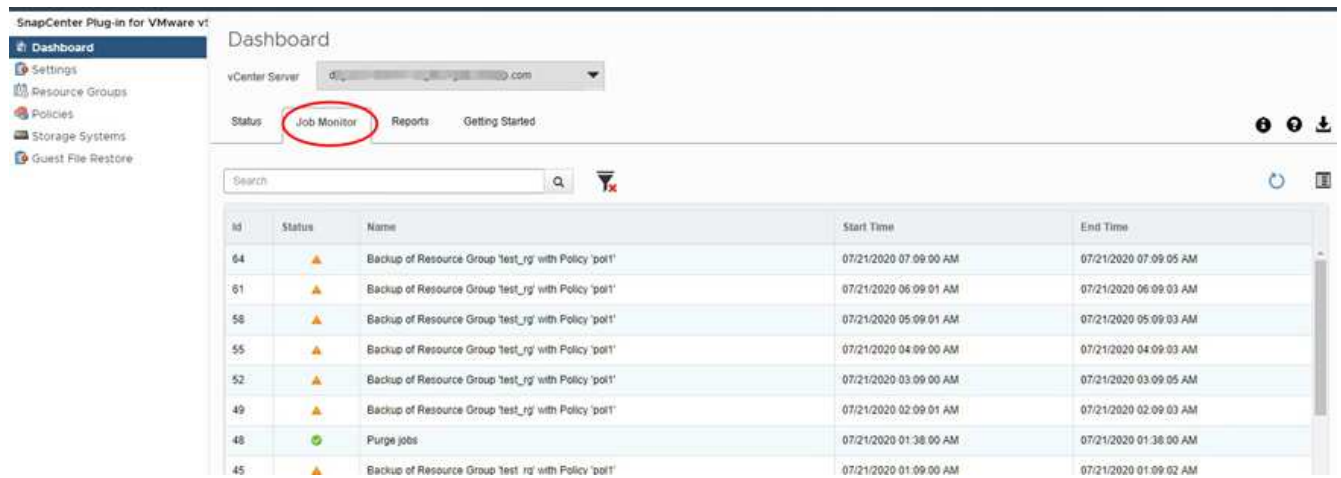 SnapCenter Plug-in for VMware vS
Dashboard
Settings
Resource Groups
Policies
Storage Systems
Guest File Restore
Dashboard
vCenter Server .com
Status Job Monitor Reports Getting Started
Search
Id Status Name Start Time End Time
64 Backup of Resource Group 'test_rg' with Policy 'pol1' 07/21/2020 07:09:00 AM 07/21/2020 07:09:05 AM
61 Backup of Resource Group 'test_rg' with Policy 'pol1' 07/21/2020 06:09:01 AM 07/21/2020 06:09:03 AM
58 Backup of Resource Group 'test_rg' with Policy 'pol1' 07/21/2020 05:09:01 AM 07/21/2020 05:09:03 AM
55 Backup of Resource Group 'test_rg' with Policy 'pol1' 07/21/2020 04:09:00 AM 07/21/2020 04:09:03 AM
52 Backup of Resource Group 'test_rg' with Policy 'pol1' 07/21/2020 03:09:00 AM 07/21/2020 03:09:05 AM
49 Backup of Resource Group 'test_rg' with Policy 'pol1' 07/21/2020 02:09:01 AM 07/21/2020 02:09:03 AM
48 Purge jobs 07/21/2020 01:38:00 AM 07/21/2020 01:38:00 AM
45 Backup of Resource Group 'test_rg' with Policy 'pol1' 07/21/2020 01:09:00 AM 07/21/2020 01:09:02 AM